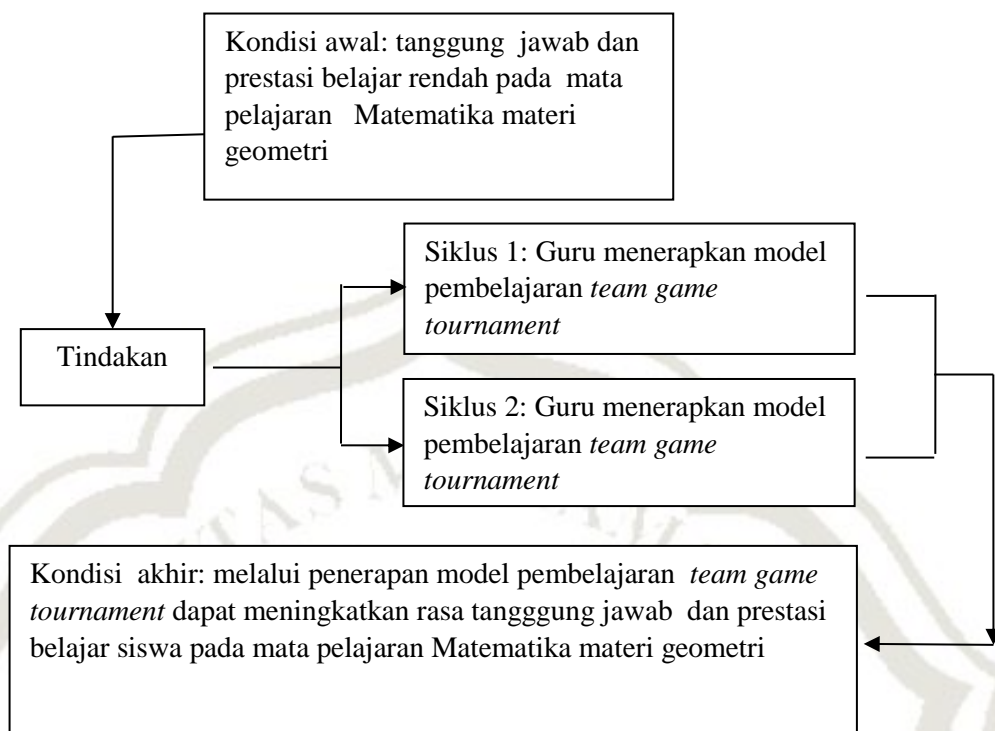 Kondisi awal: tanggung jawab dan
prestasi belajar rendah pada mata
pelajaran Matematika materi
geometri
Siklus 1: Guru menerapkan model
pembelajaran team game
tournament
Tindakan
Siklus 2: Guru menerapkan model
pembelajaran team game
tournament
Kondisi akhir: melalui penerapan model pembelajaran team game
tournament dapat meningkatkan rasa tangggung jawab dan prestasi
belajar siswa pada mata pelajaran Matematika materi geometri